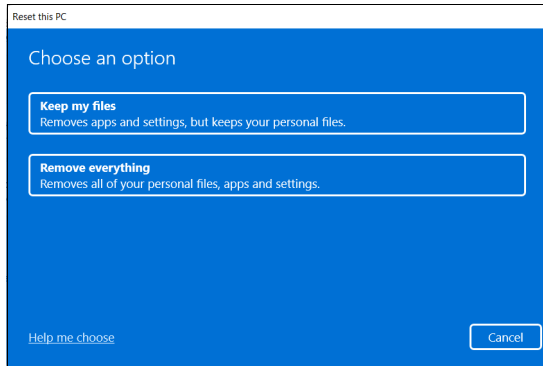 Reset this PC
Choose an option
Keep my files
Removes apps and settings, but keeps your personal files.
Remove everything
Removes all of your personal files, apps and settings.
Help me choose
Cancel